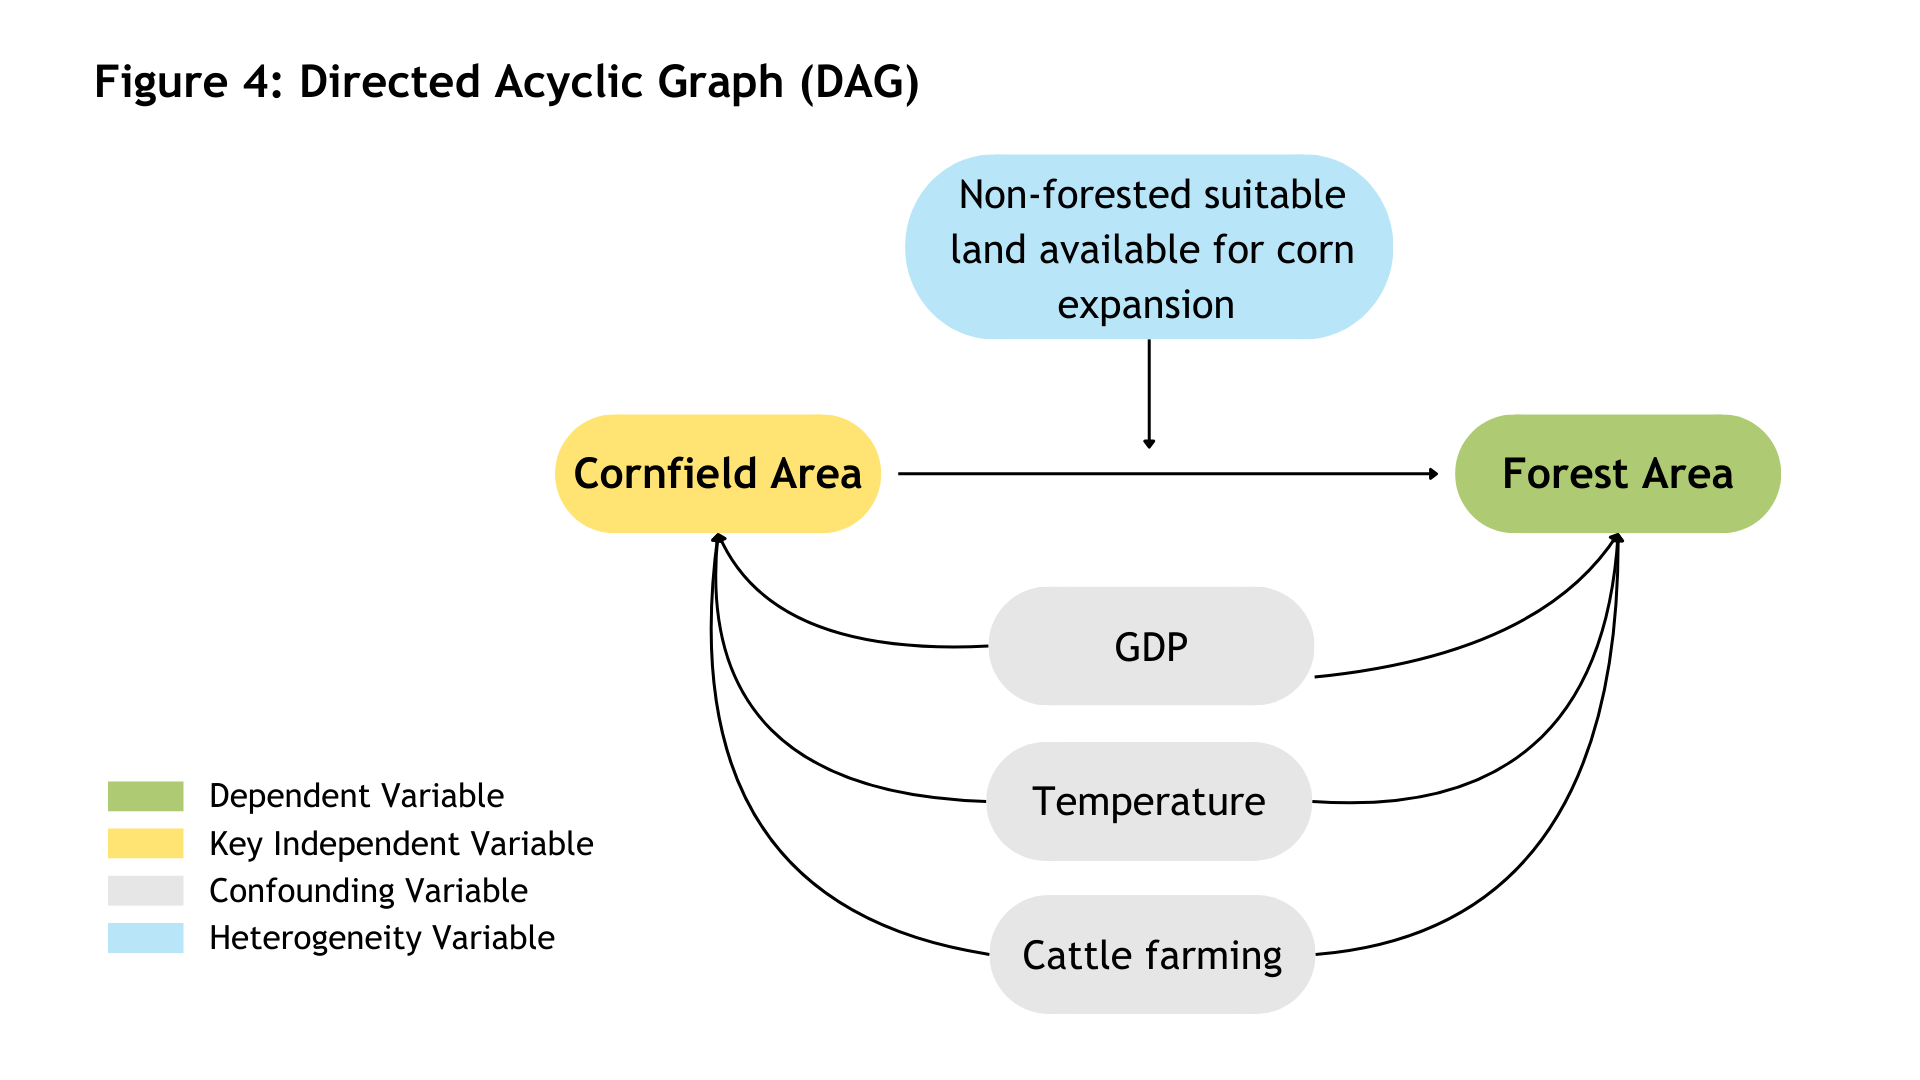 Figure 4: Directed Acyclic Graph (DAG)
Non-forested suitable
land available for corn
expansion
Cornfield Area
Forest Area
GDP
Temperature
Cattle farming
Dependent Variable
Key Independent Variable
Confounding Variable
Heterogeneity Variable